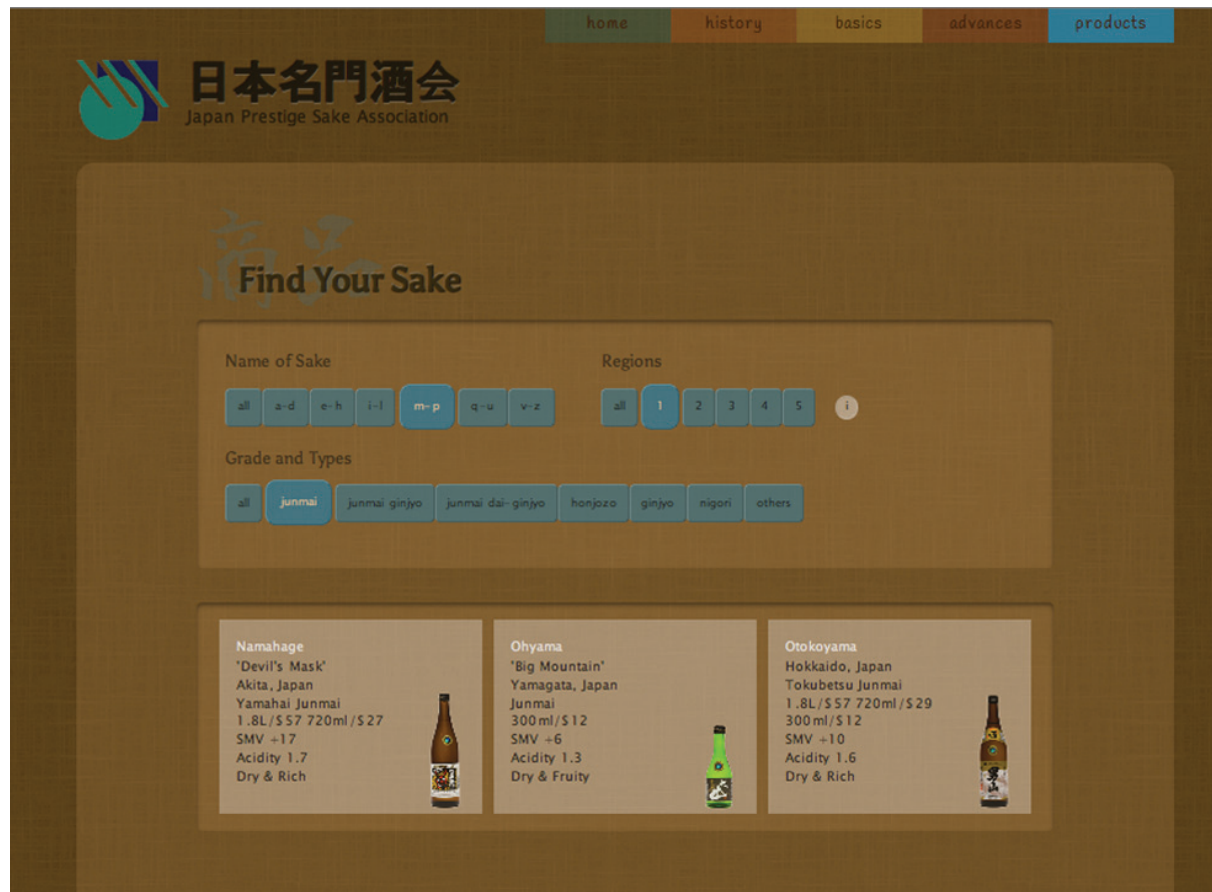 home history basics advances products
日本名門酒会
Japan Prestige Sake Association
商品
Find Your Sake
Name of Sake
all a-d e-h i-l m-p q-u v-z
Regions
all 1 2 3 4 5 i
Grade and Types
all junmai junmai ginjyo junmai dai-ginjyo honjozo ginjyo nigori others
Namahage
'Devil's Mask'
Akita, Japan
Yamahai Junmai
1.8L/$57 720ml/$27
SMV +17
Acidity 1.7
Dry & Rich
Ohyama
'Big Mountain'
Yamagata, Japan
Junmai
300ml/$12
SMV +6
Acidity 1.3
Dry & Fruity
Otokoyama
Hokkaido, Japan
Tokubetsu Junmai
1.8L/$57 720ml/$29
300ml/$12
SMV +10
Acidity 1.6
Dry & Rich
男山